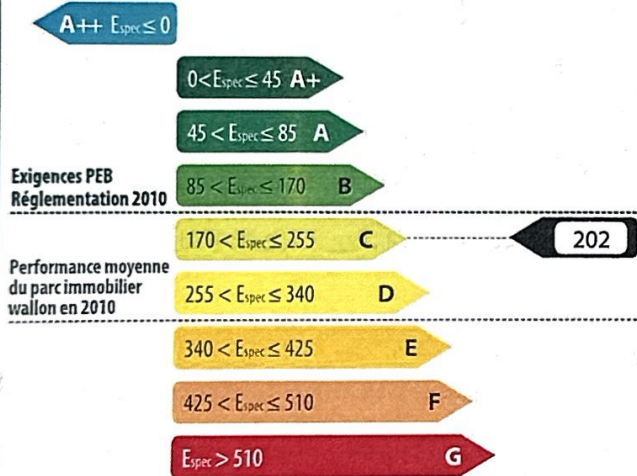 A++ Espec ≤ 0
0<Espec≤ 45 A+
45 < Espec≤ 85 A
Exigences PEB
Réglementation 2010
85 < Espec≤ 170 B
170 < Espec≤ 255 C
202
Performance moyenne
du parc immobilier
wallon en 2010
255 < Espec≤ 340 D
340 < Espec≤ 425 E
425 < Espec≤ 510 F
Espec > 510 G